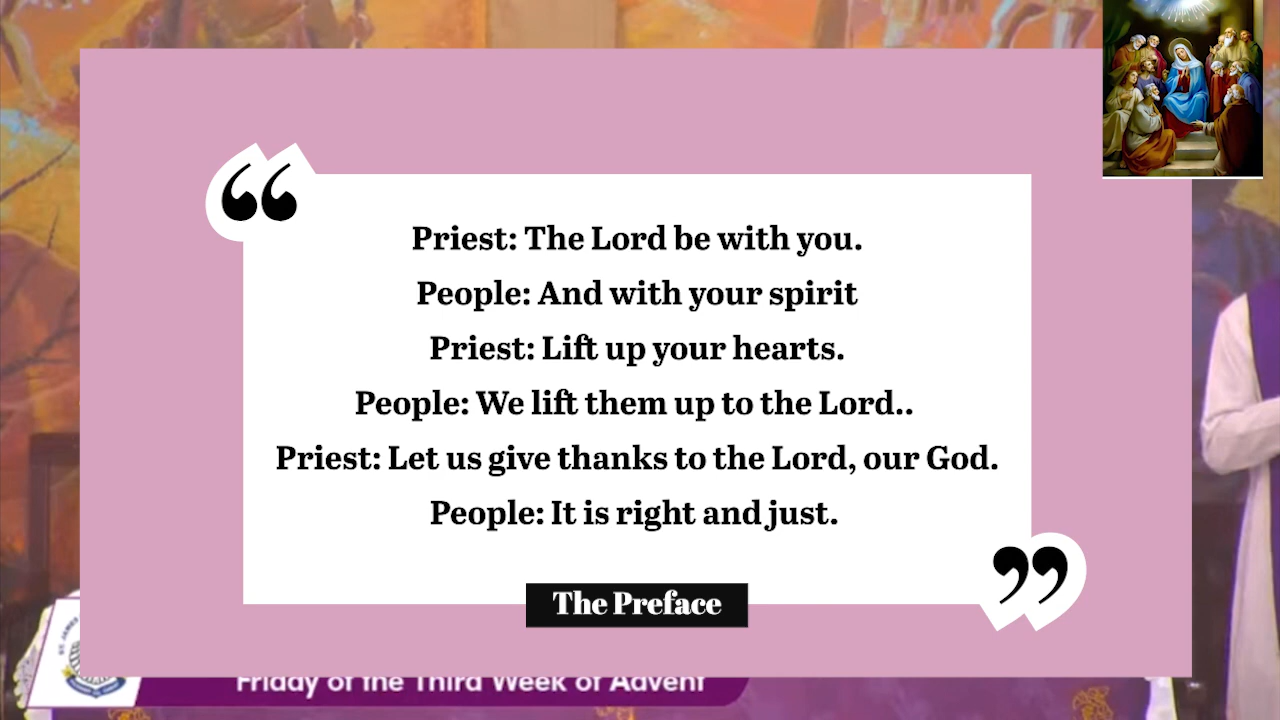 Priest: The Lord be with you.
People: And with your spirit
Priest: Lift up your hearts.
People: We lift them up to the Lord..
Priest: Let us give thanks to the Lord, our God.
People: It is right and just.
The Preface
Friday of the Third Week of Advent
ST. JAMES